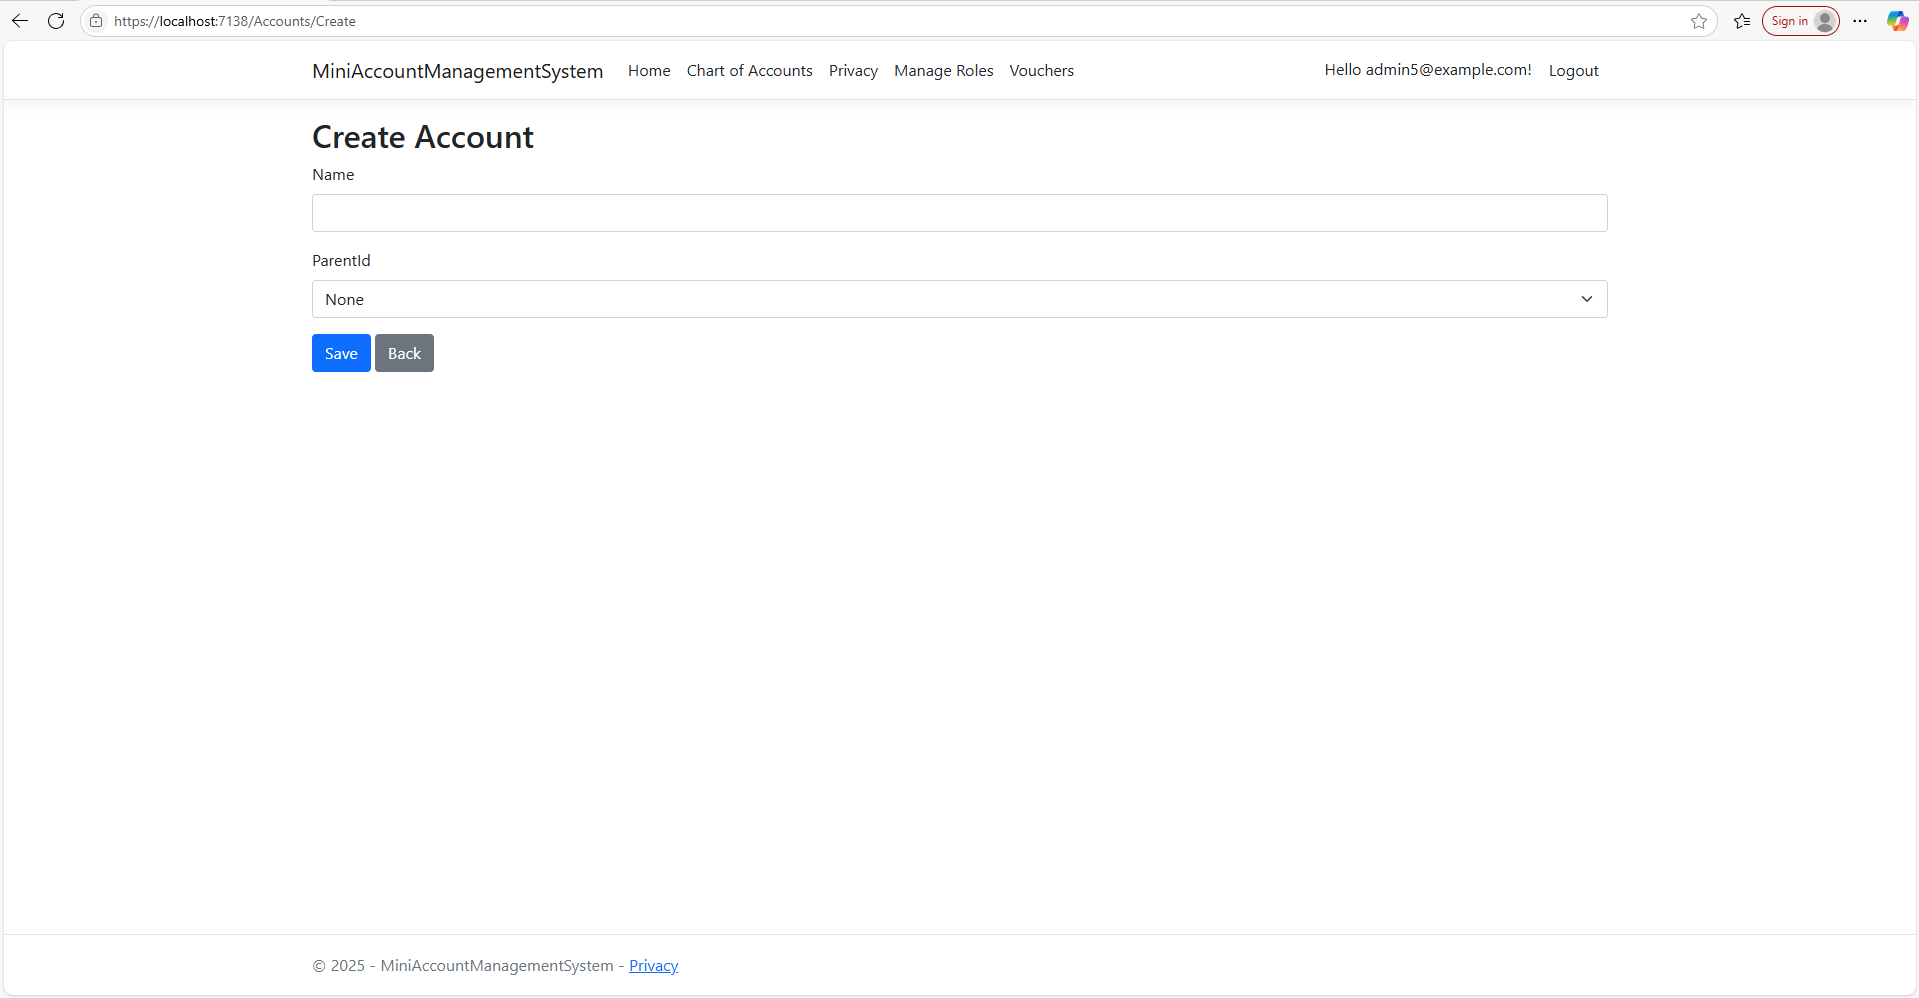 https://localhost:7138/Accounts/Create
Sign in
MiniAccountManagementSystem Home Chart of Accounts Privacy Manage Roles Vouchers Hello admin5@example.com! Logout
Create Account
Name
ParentId
None
Save Back
© 2025 - MiniAccountManagementSystem - Privacy